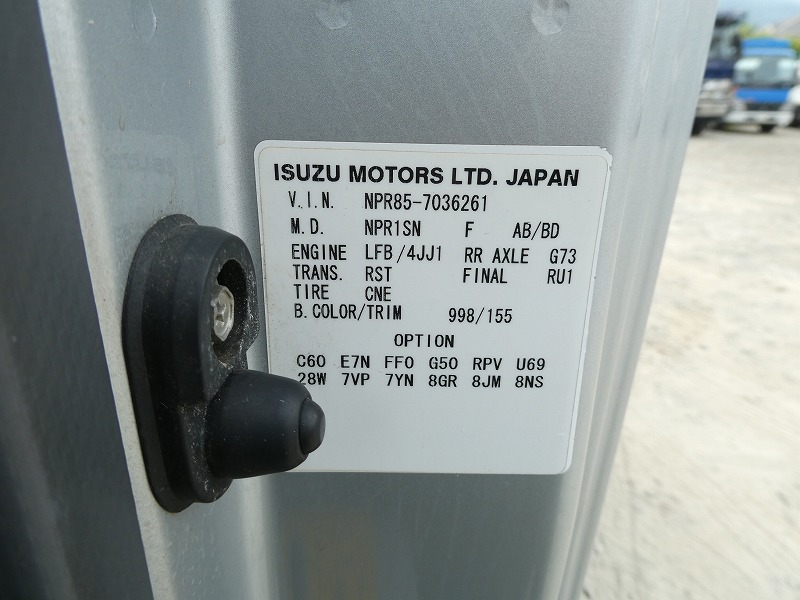 ISUZU MOTORS LTD. JAPAN
V.I.N. NPR85-7036261
M.D. NPR1SN F AB/BD
ENGINE LFB/4JJ1 RR AXLE G73
TRANS. RST FINAL RU1
TIRE CNE
B.COLOR/TRIM 998/155
OPTION
C60 E7N FF0 G50 RPV U69
28W 7VP 7YN 8GR 8JM 8NS